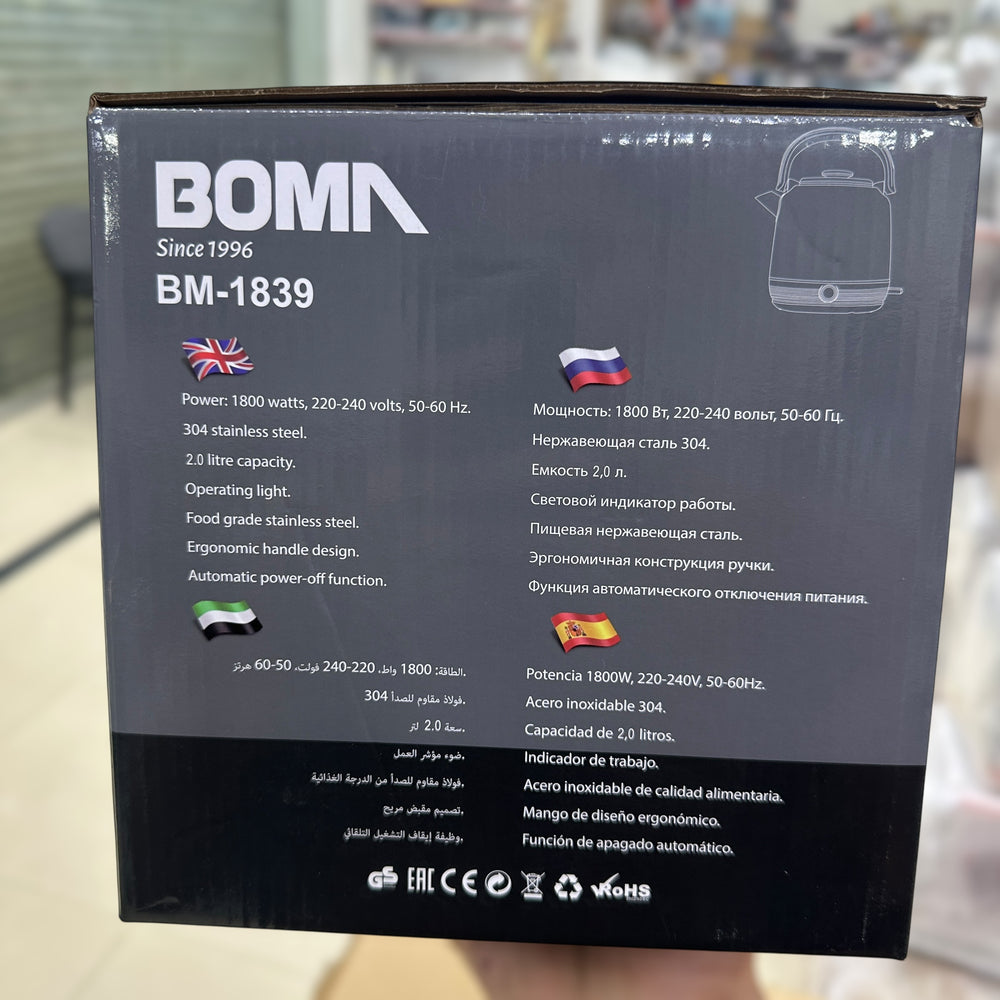 BOMA
Since 1996
BM-1839
Power: 1800 watts, 220-240 volts, 50-60 Hz.
304 stainless steel.
2.0 litre capacity.
Operating light.
Food grade stainless steel.
Ergonomic handle design.
Automatic power-off function.
Мощность: 1800 Вт, 220-240 вольт, 50-60 Гц.
Нержавеющая сталь 304.
Емкость 2,0 л.
Световой индикатор работы.
Пищевая нержавеющая сталь.
Эргономичная конструкция ручки.
Функция автоматического отключения питания.
.الطاقة: 1800 واط، 220-240 فولت، 50-60 هرتز
.فولاذ مقاوم للصدأ 304
.سعة 2.0 لتر
.ضوء مؤشر العمل
.فولاذ مقاوم للصدأ من الدرجة الغذائية
.تصميم مقبض مريح
.وظيفة إيقاف التشغيل التلقائي
Potencia 1800W, 220-240V, 50-60Hz.
Acero inoxidable 304.
Capacidad de 2,0 litros.
Indicador de trabajo.
Acero inoxidable de calidad alimentaria.
Mango de diseño ergonómico.
Función de apagado automático.
GS EAC CE RoHS